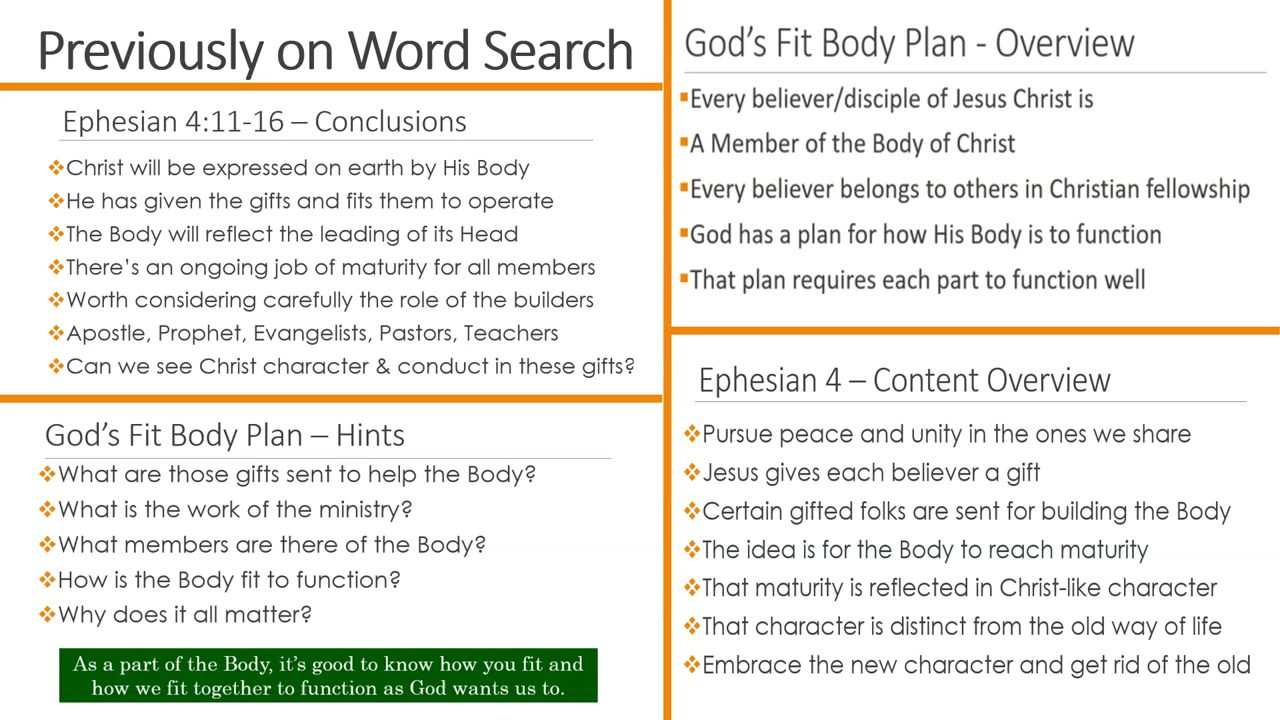 Previously on Word Search
Ephesian 4:11-16 – Conclusions
❖Christ will be expressed on earth by His Body
❖He has given the gifts and fits them to operate
❖The Body will reflect the leading of its Head
❖There's an ongoing job of maturity for all members
❖Worth considering carefully the role of the builders
❖Apostle, Prophet, Evangelists, Pastors, Teachers
❖Can we see Christ character & conduct in these gifts?
God's Fit Body Plan – Hints
❖What are those gifts sent to help the Body?
❖What is the work of the ministry?
❖What members are there of the Body?
❖How is the Body fit to function?
❖Why does it all matter?
As a part of the Body, it's good to know how you fit and
how we fit together to function as God wants us to.
God's Fit Body Plan - Overview
▪Every believer/disciple of Jesus Christ is
▪A Member of the Body of Christ
▪Every believer belongs to others in Christian fellowship
▪God has a plan for how His Body is to function
▪That plan requires each part to function well
Ephesian 4 – Content Overview
❖Pursue peace and unity in the ones we share
❖Jesus gives each believer a gift
❖Certain gifted folks are sent for building the Body
❖The idea is for the Body to reach maturity
❖That maturity is reflected in Christ-like character
❖That character is distinct from the old way of life
❖Embrace the new character and get rid of the old